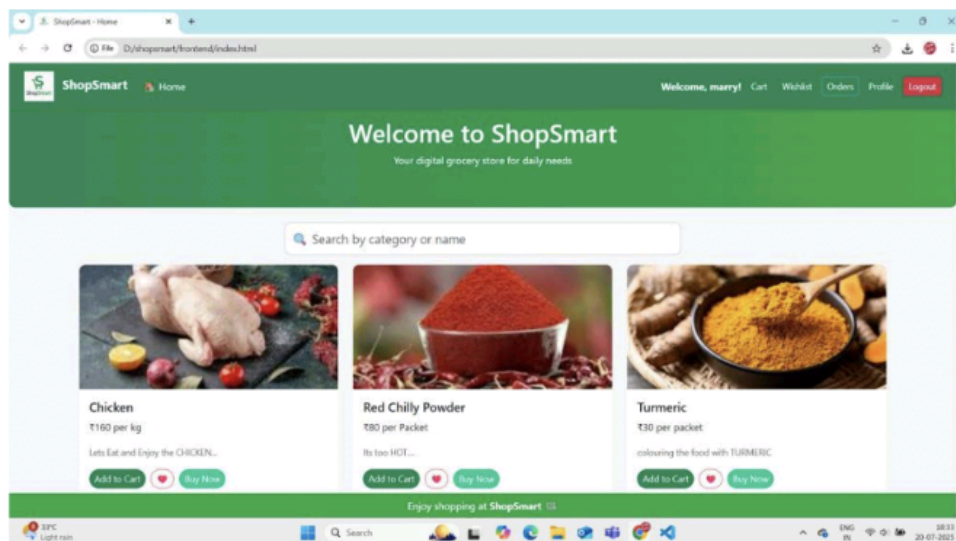 ShopSmart - Home
File D:/shopsmart/frontend/index.html
ShopSmart Home Welcome, marry! Cart Wishlist Orders Profile Logout
Welcome to ShopSmart
Your digital grocery store for daily needs
Search by category or name
Chicken
₹160 per kg
Lets Eat and Enjoy the CHICKEN...
Add to Cart Buy Now
Red Chilly Powder
₹80 per Packet
Its too HOT...
Add to Cart Buy Now
Turmeric
₹30 per packet
colouring the food with TURMERIC
Add to Cart Buy Now
Enjoy shopping at ShopSmart
33°C
Light rain
Search
ENG
IN
18:33
20-07-2025